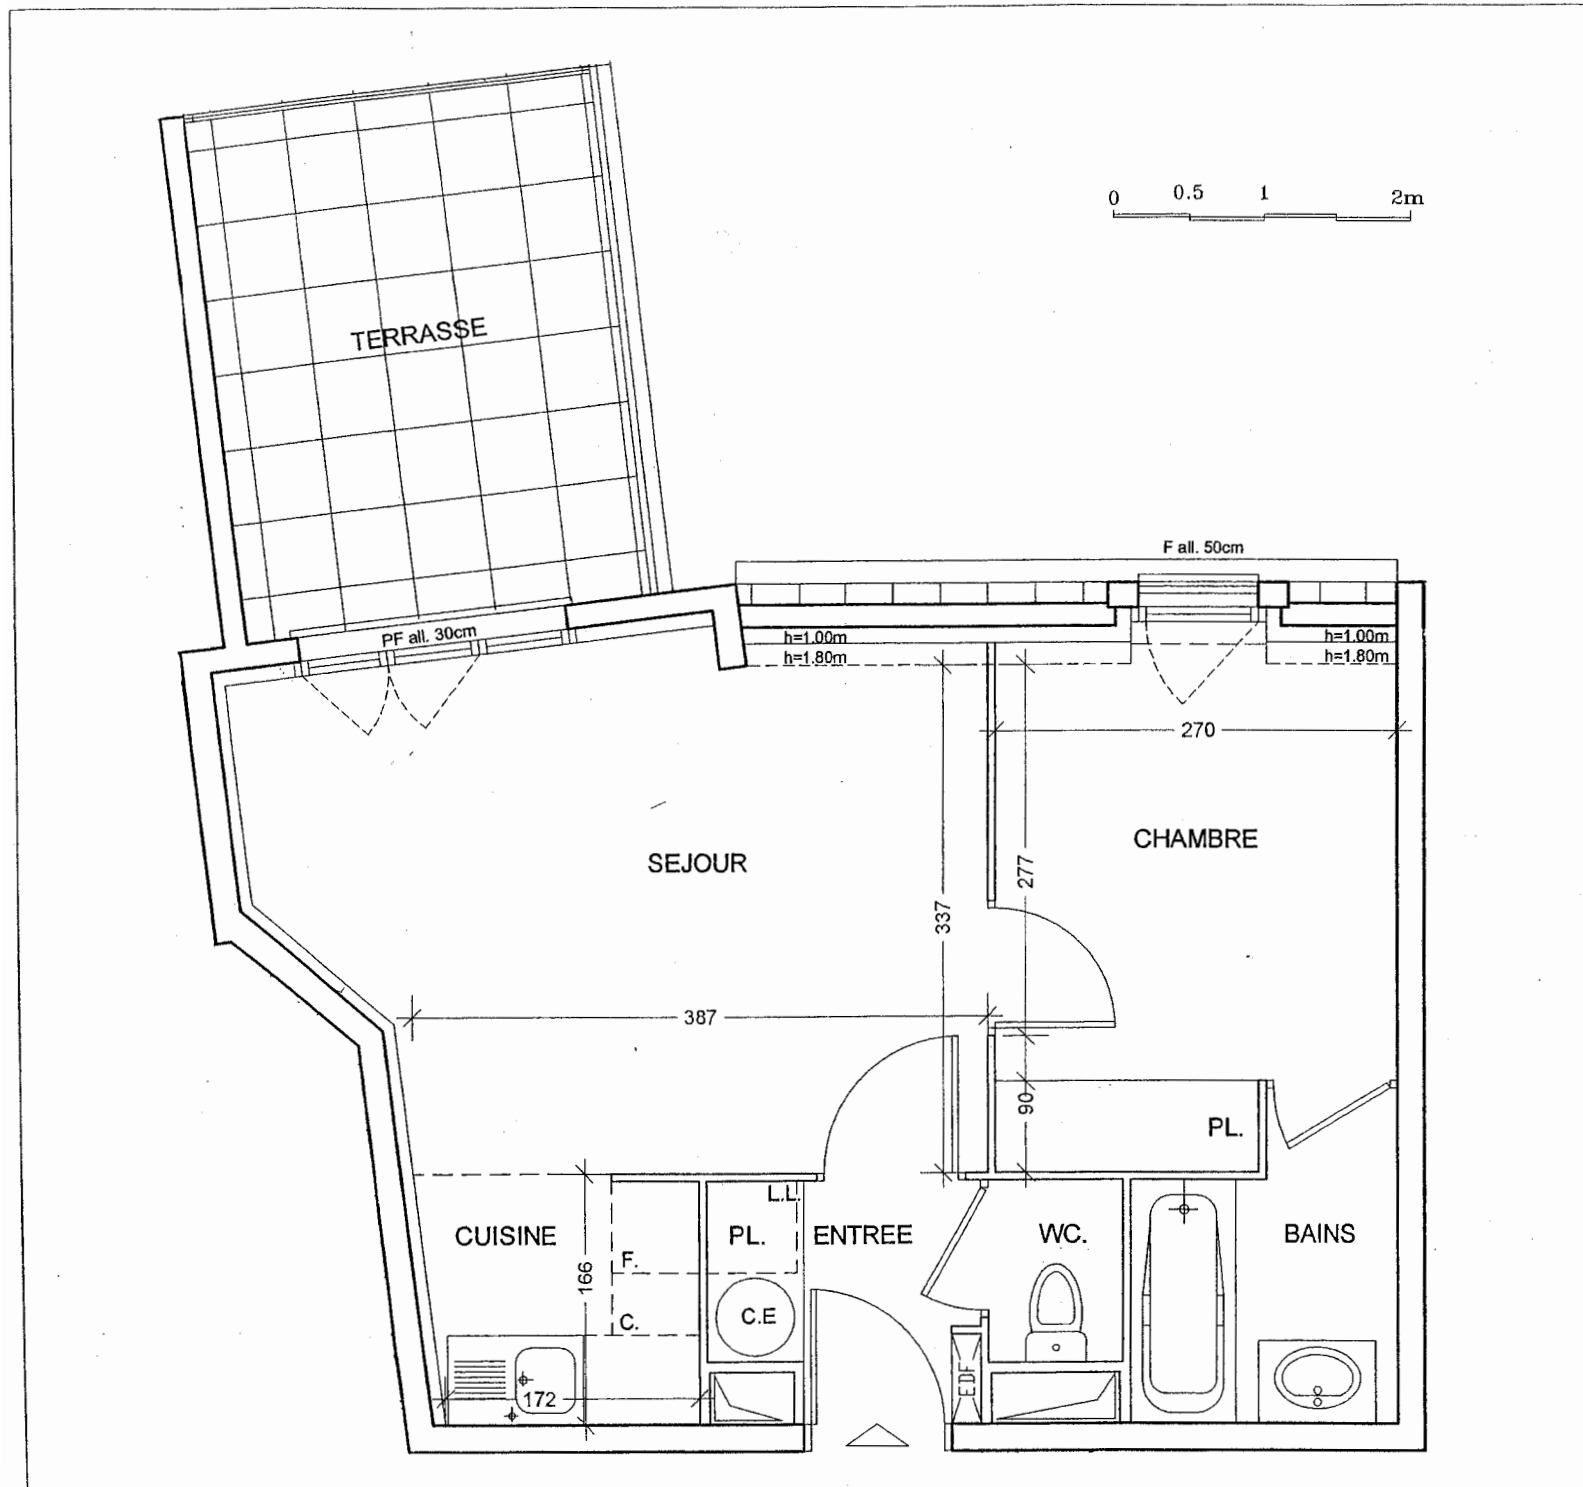 0 0.5 1 2m
TERRASSE
F all. 50cm
PF all. 30cm
h=1.00m
h=1.80m
h=1.00m
h=1.80m
270
CHAMBRE
SEJOUR
277
337
387
90
PL.
L.L.
CUISINE
PL.
ENTREE
WC.
BAINS
F.
166
C.
C.E
EDF
172